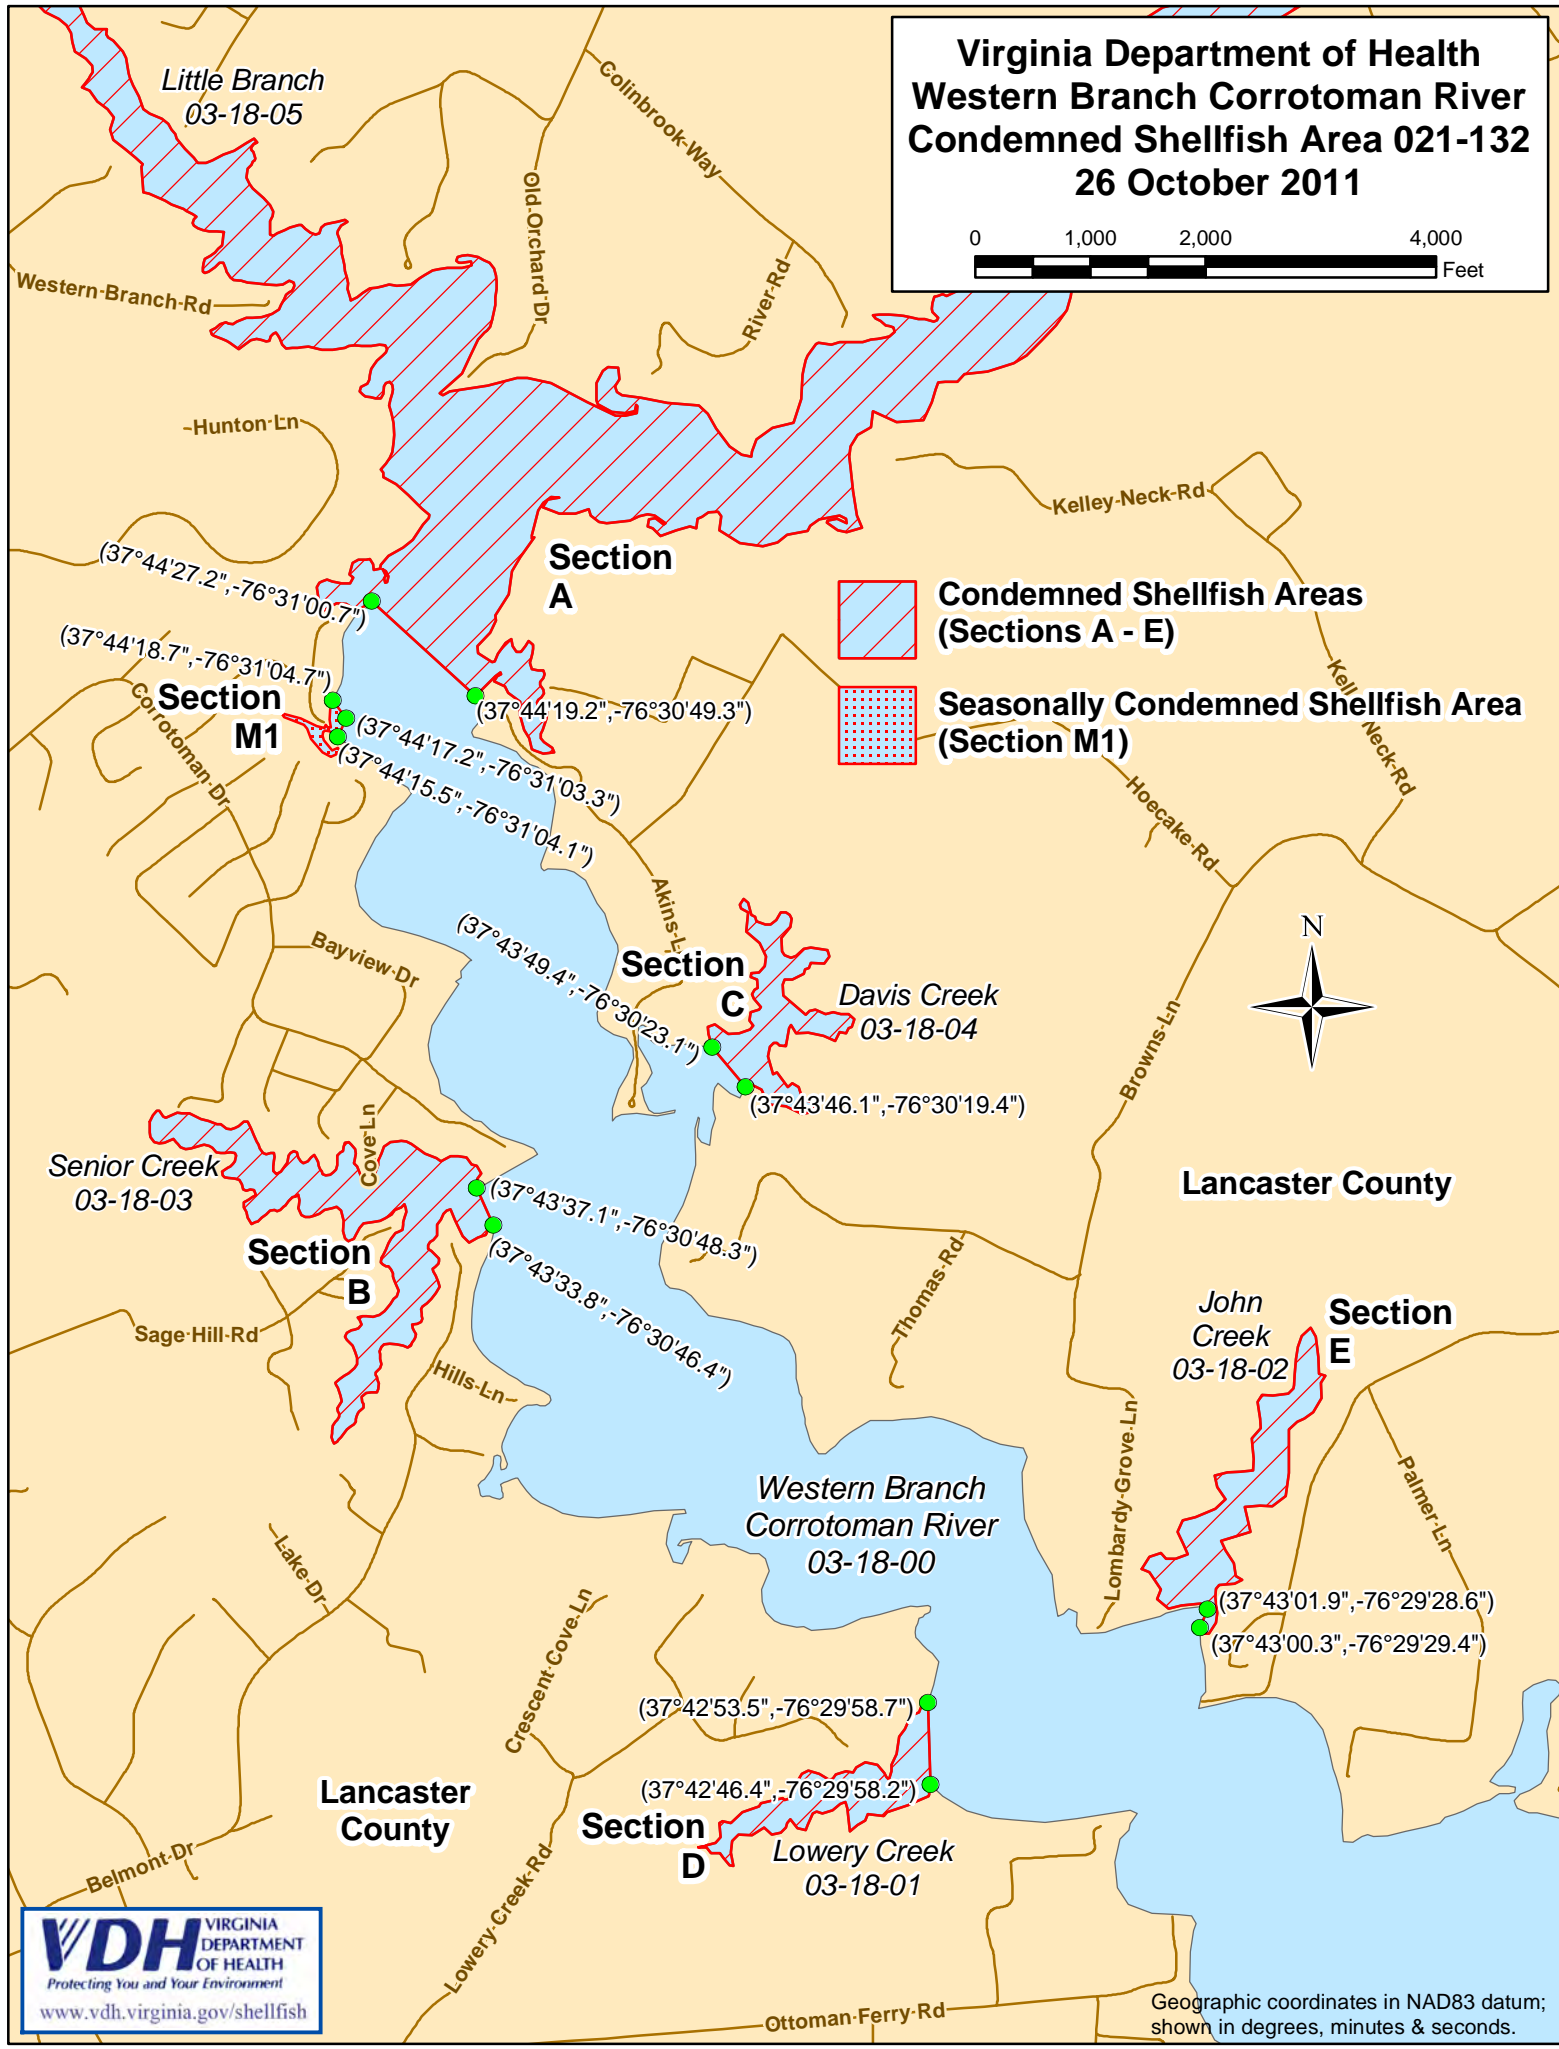 Virginia Department of Health
Western Branch Corrotoman River
Condemned Shellfish Area 021-132
26 October 2011
0 1,000 2,000 4,000
Feet
Little Branch
03-18-05
Colinbrook Way
Old Orchard Dr
River Rd
Western Branch Rd
Hunton Ln
Kelley Neck Rd
Section
A
(37°44'27.2",-76°31'00.7")
(37°44'18.7",-76°31'04.7")
Section
M1
(37°44'19.2",-76°30'49.3")
(37°44'17.2",-76°31'03.3")
(37°44'15.5",-76°31'04.1")
Condemned Shellfish Areas
(Sections A - E)
Seasonally Condemned Shellfish Area
(Section M1)
Kell Neck Rd
Corrotoman Dr
Hoecake Rd
Akins L
Bayview Dr
(37°43'49.4",-76°30'23.1")
Section
C
Davis Creek
03-18-04
N
Browns Ln
(37°43'46.1",-76°30'19.4")
Cove Ln
Senior Creek
03-18-03
(37°43'37.1",-76°30'48.3")
Lancaster County
Section
B
(37°43'33.8",-76°30'46.4")
Thomas Rd
Sage Hill Rd
Hills Ln
John
Creek
03-18-02
Section
E
Lombardy Grove Ln
Palmer Ln
Western Branch
Corrotoman River
03-18-00
Lake Dr
Crescent Cove Ln
(37°43'01.9",-76°29'28.6")
(37°43'00.3",-76°29'29.4")
(37°42'53.5",-76°29'58.7")
(37°42'46.4",-76°29'58.2")
Lancaster
County
Section
D
Lowery Creek
03-18-01
Belmont Dr
Lowery Creek Rd
VDH
VIRGINIA
DEPARTMENT
OF HEALTH
Protecting You and Your Environment
www.vdh.virginia.gov/shellfish
Ottoman Ferry Rd
Geographic coordinates in NAD83 datum;
shown in degrees, minutes & seconds.